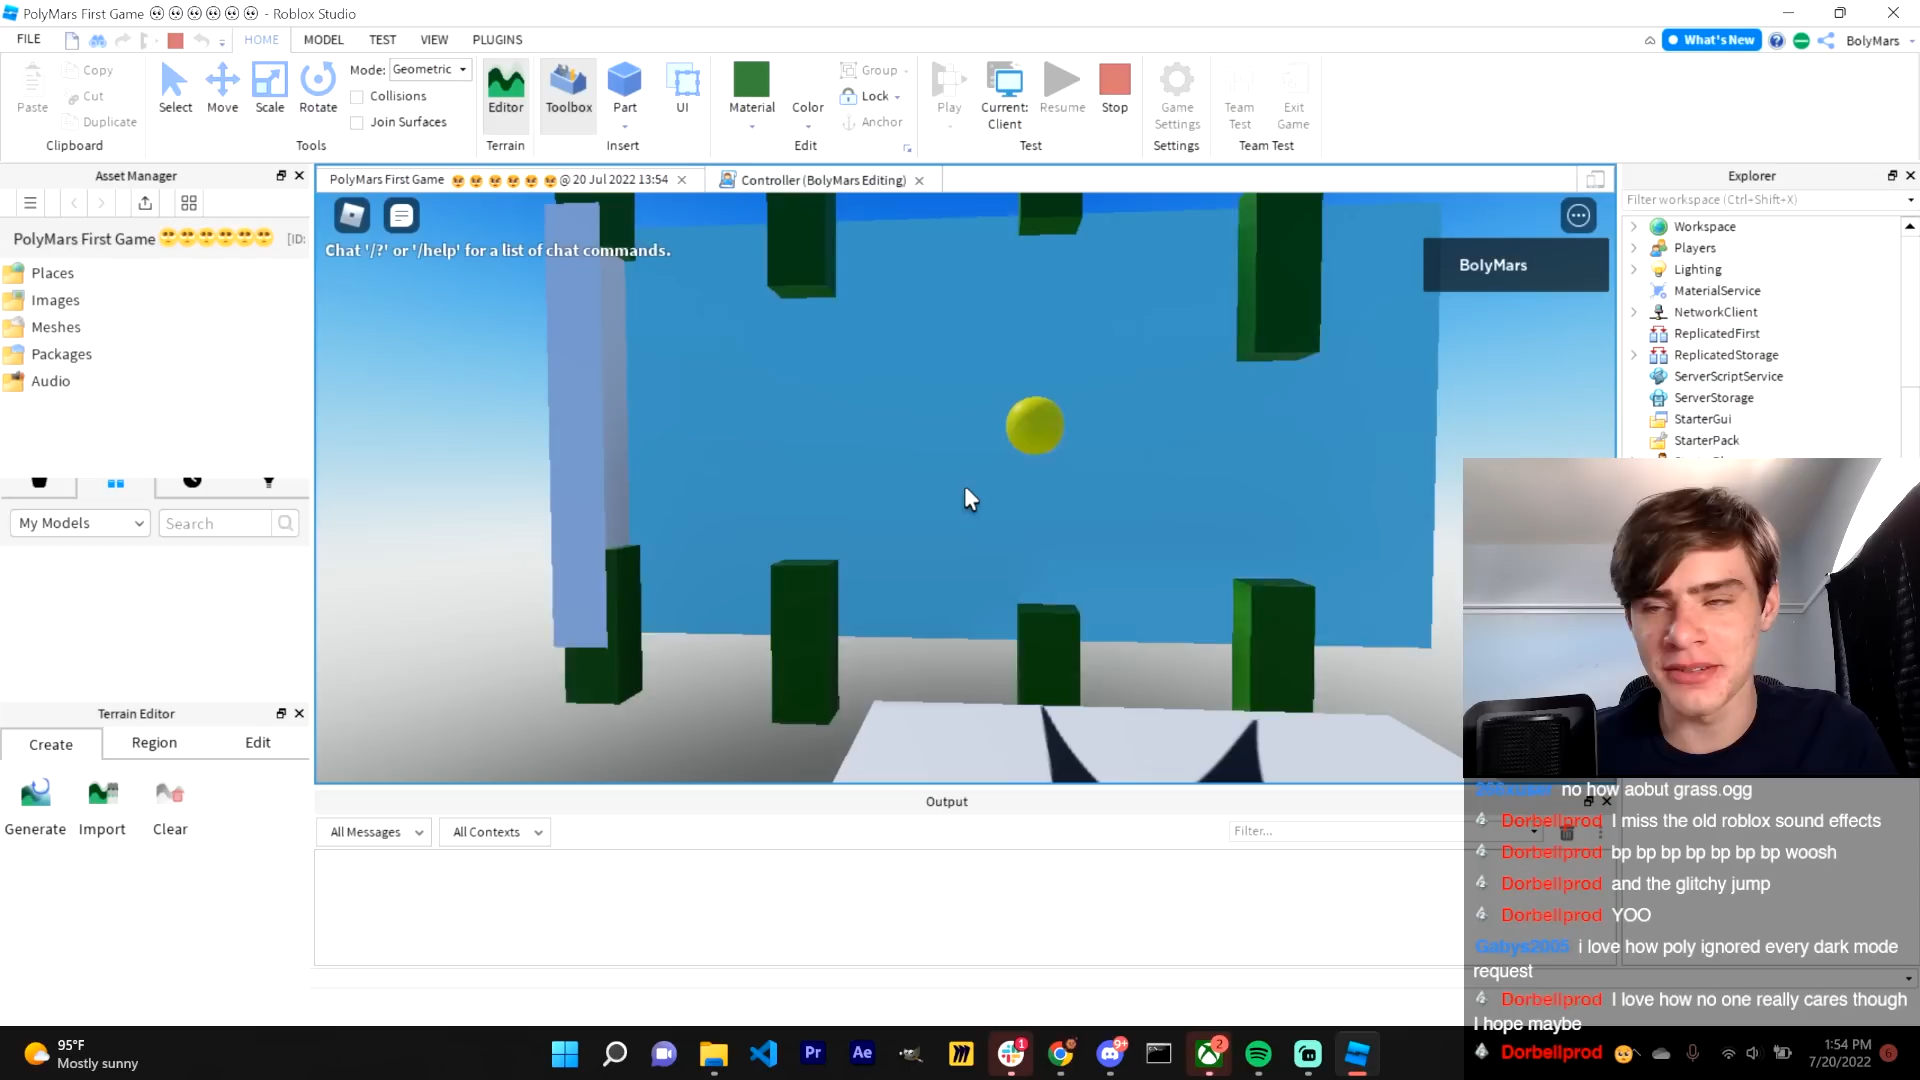 PolyMars First Game - Roblox Studio
FILE
HOME
MODEL
TEST
VIEW
PLUGINS
What's New
BolyMars
Paste
Copy
Cut
Duplicate
Clipboard
Select
Move
Scale
Rotate
Mode: Geometric
Collisions
Join Surfaces
Tools
Editor
Terrain
Toolbox
Part
UI
Insert
Material
Color
Group
Lock
Anchor
Edit
Play
Current:
Client
Resume
Stop
Test
Game
Settings
Settings
Team
Test
Exit
Game
Team Test
Asset Manager
PolyMars First Game [ID:
Places
Images
Meshes
Packages
Audio
My Models
Search
Terrain Editor
Create
Region
Edit
Generate
Import
Clear
PolyMars First Game @ 20 Jul 2022 13:54
Controller (BolyMars Editing)
Chat '/?' or '/help' for a list of chat commands.
BolyMars
Output
All Messages
All Contexts
Filter...
Explorer
Filter workspace (Ctrl+Shift+X)
Workspace
Players
Lighting
MaterialService
NetworkClient
ReplicatedFirst
ReplicatedStorage
ServerScriptService
ServerStorage
StarterGui
StarterPack
no how aobut grass.ogg
Dorbellprod I miss the old roblox sound effects
Dorbellprod bp bp bp bp bp bp bp woosh
Dorbellprod and the glitchy jump
Dorbellprod YOO
Gabys2005 i love how poly ignored every dark mode
request
Dorbellprod I love how no one really cares though
I hope maybe
Dorbellprod
95°F
Mostly sunny
Pr
Ae
1
9+
2
1:54 PM
7/20/2022
6